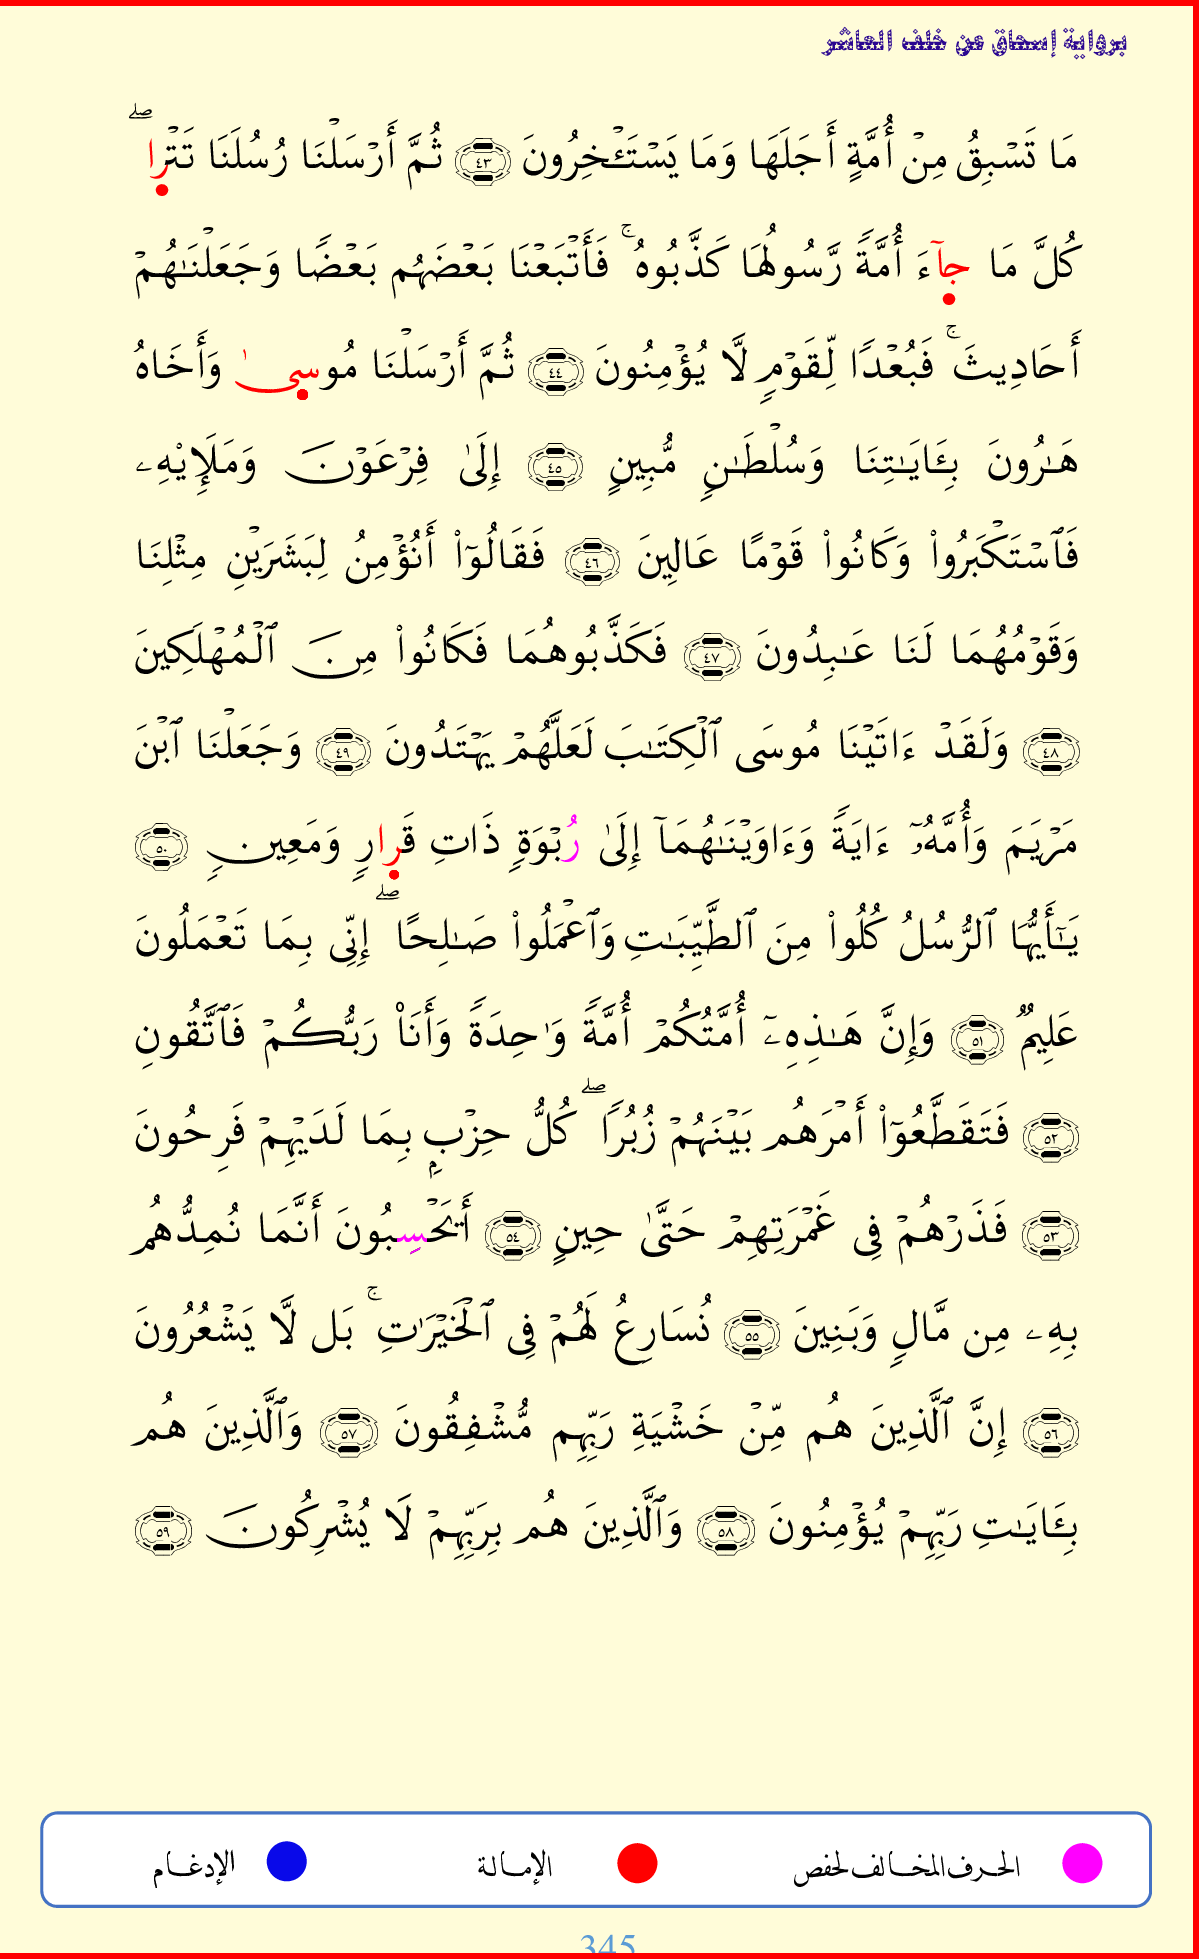 برواية إسحاق عن خلف العاشر
مَا تَسْبِقُ مِنْ أُمَّةٍ أَجَلَهَا وَمَا يَسْتَـْٔخِرُونَ ٤٣ ثُمَّ أَرْسَلْنَا رُسُلَنَا تَتْرا ۖ
كُلَّ مَا جآءَ أُمَّةً رَّسُولُهَا كَذَّبُوهُ ۚ فَأَتْبَعْنَا بَعْضَهُم بَعْضًا وَجَعَلْنَـٰهُمْ
أَحَادِيثَ ۚ فَبُعْدًا لِّقَوْمٍ لَّا يُؤْمِنُونَ ٤٤ ثُمَّ أَرْسَلْنَا مُوسىٰ وَأَخَاهُ
هَـٰرُونَ بِـَٔايَـٰتِنَا وَسُلْطَـٰنٍ مُّبِينٍ ٤٥ إِلَىٰ فِرْعَوْنَ وَمَلَإِيْهِۦ
فَٱسْتَكْبَرُوا۟ وَكَانُوا۟ قَوْمًا عَالِينَ ٤٦ فَقَالُوٓا۟ أَنُؤْمِنُ لِبَشَرَيْنِ مِثْلِنَا
وَقَوْمُهُمَا لَنَا عَـٰبِدُونَ ٤٧ فَكَذَّبُوهُمَا فَكَانُوا۟ مِنَ ٱلْمُهْلَكِينَ
٤٨ وَلَقَدْ ءَاتَيْنَا مُوسَى ٱلْكِتَـٰبَ لَعَلَّهُمْ يَهْتَدُونَ ٤٩ وَجَعَلْنَا ٱبْنَ
مَرْيَمَ وَأُمَّهُۥٓ ءَايَةً وَءَاوَيْنَـٰهُمَآ إِلَىٰ رُبْوَةٍ ذَاتِ قَرارٍ وَمَعِينٍ ٥٠
يَـٰٓأَيُّهَا ٱلرُّسُلُ كُلُوا۟ مِنَ ٱلطَّيِّبَـٰتِ وَٱعْمَلُوا۟ صَـٰلِحًا ۖ إِنِّى بِمَا تَعْمَلُونَ
عَلِيمٌ ٥١ وَإِنَّ هَـٰذِهِۦٓ أُمَّتُكُمْ أُمَّةً وَٰحِدَةً وَأَنَا۠ رَبُّكُمْ فَٱتَّقُونِ
٥٢ فَتَقَطَّعُوٓا۟ أَمْرَهُم بَيْنَهُمْ زُبُرًا ۖ كُلُّ حِزْبٍۭ بِمَا لَدَيْهِمْ فَرِحُونَ
٥٣ فَذَرْهُمْ فِى غَمْرَتِهِمْ حَتَّىٰ حِينٍ ٥٤ أَيَحْسِبُونَ أَنَّمَا نُمِدُّهُم
بِهِۦ مِن مَّالٍ وَبَنِينَ ٥٥ نُسَارِعُ لَهُمْ فِى ٱلْخَيْرَٰتِ ۚ بَل لَّا يَشْعُرُونَ
٥٦ إِنَّ ٱلَّذِينَ هُم مِّنْ خَشْيَةِ رَبِّهِم مُّشْفِقُونَ ٥٧ وَٱلَّذِينَ هُم
بِـَٔايَـٰتِ رَبِّهِمْ يُؤْمِنُونَ ٥٨ وَٱلَّذِينَ هُم بِرَبِّهِمْ لَا يُشْرِكُونَ ٥٩
الحرف المخالف لحفص الإمالة الإدغام
345